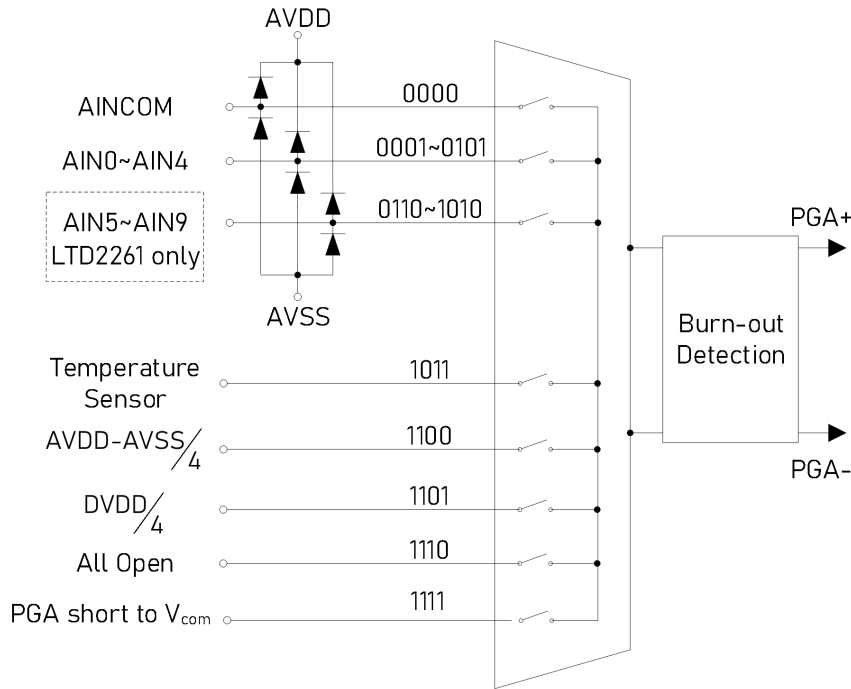 AVDD
AINCOM
0000
AIN0~AIN4
0001~0101
AIN5~AIN9
LTD2261 only
0110~1010
AVSS
PGA+
Burn-out
Detection
PGA-
Temperature
Sensor
1011
AVDD-AVSS/4
1100
DVDD/4
1101
All Open
1110
PGA short to Vcom
1111